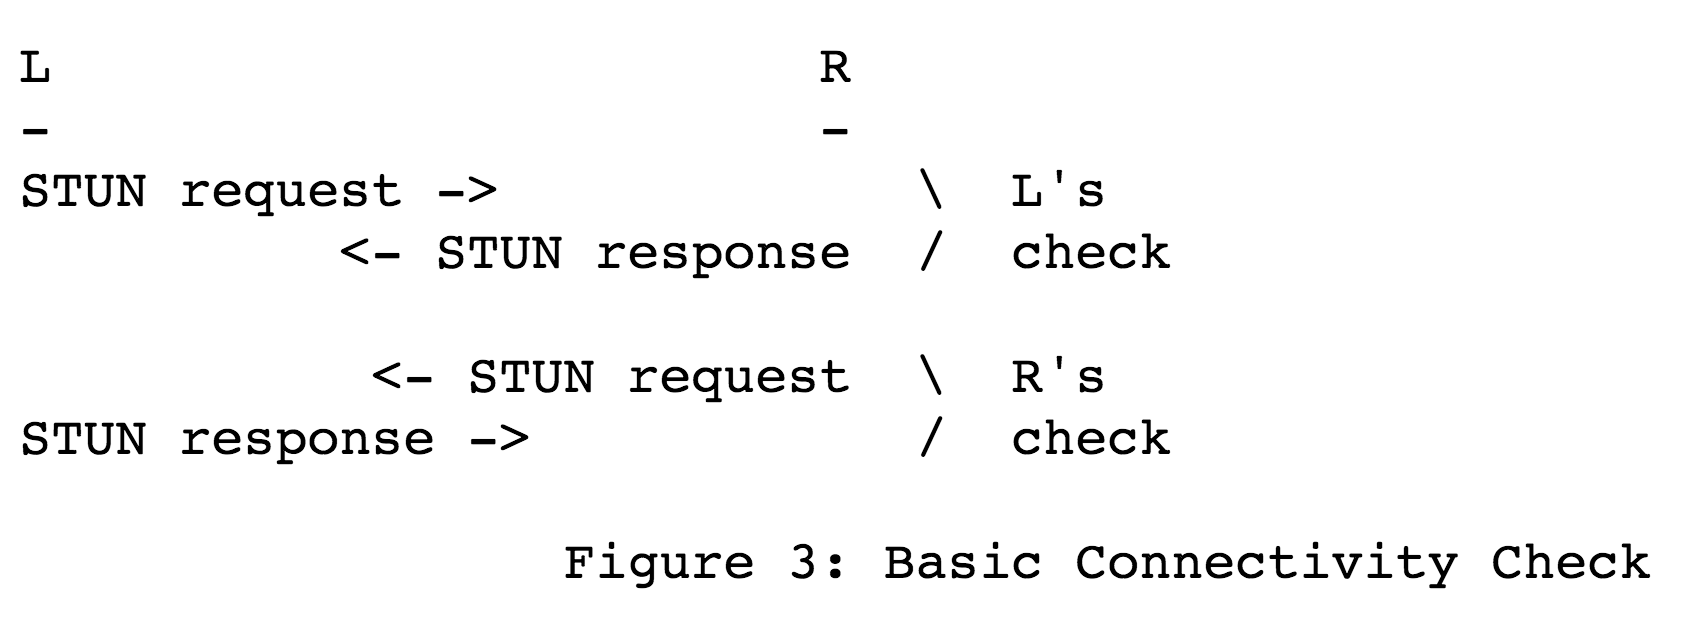 L                        R
-                        -
STUN request ->             \  L's
          <- STUN response  /  check
           <- STUN request  \  R's
STUN response ->            /  check
Figure 3: Basic Connectivity Check